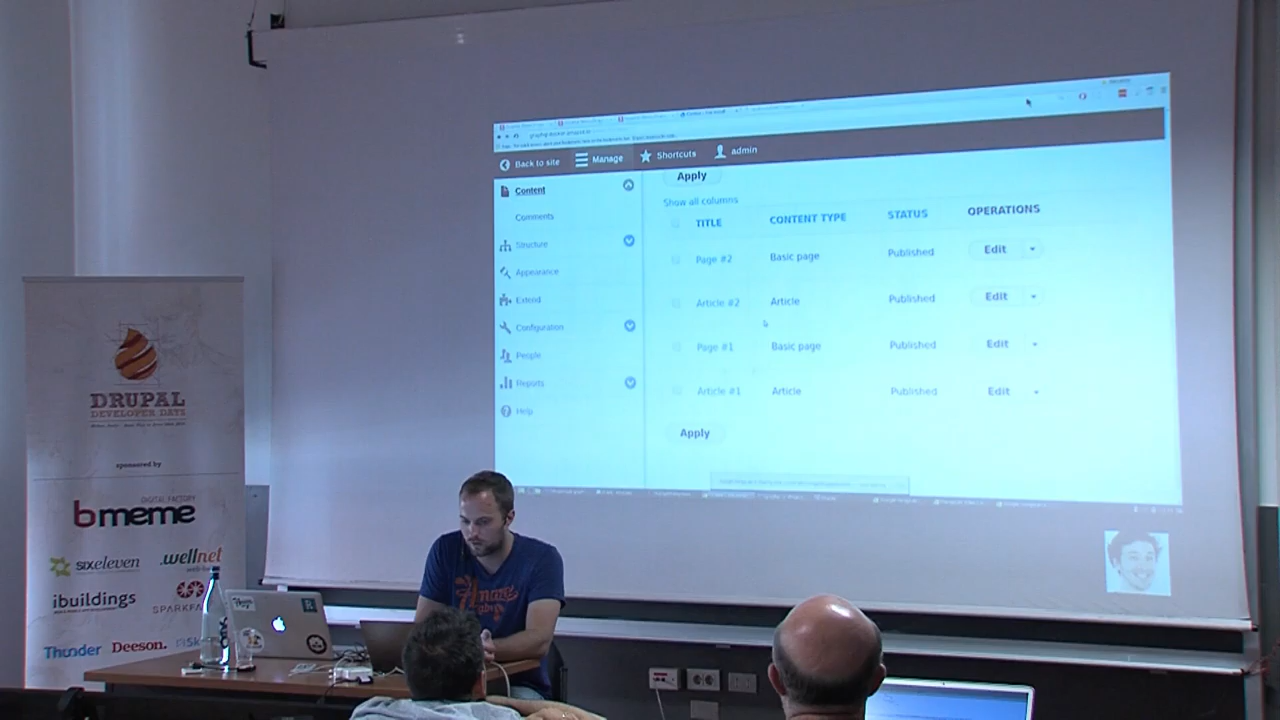 Back to site
Manage
Shortcuts
admin
Content
Comments
Structure
Appearance
Extend
Configuration
People
Reports
Help
Apply
Show all columns
TITLE CONTENT TYPE STATUS OPERATIONS
Page #2 Basic page Published Edit
Article #2 Article Published Edit
Page #1 Basic page Published Edit
Article #1 Article Published Edit
Apply
DRUPAL
DEVELOPER DAYS
sponsored by
DIGITAL FACTORY
bmeme
sixeleven
.wellnet
ibuildings
Thunder
Deeson.